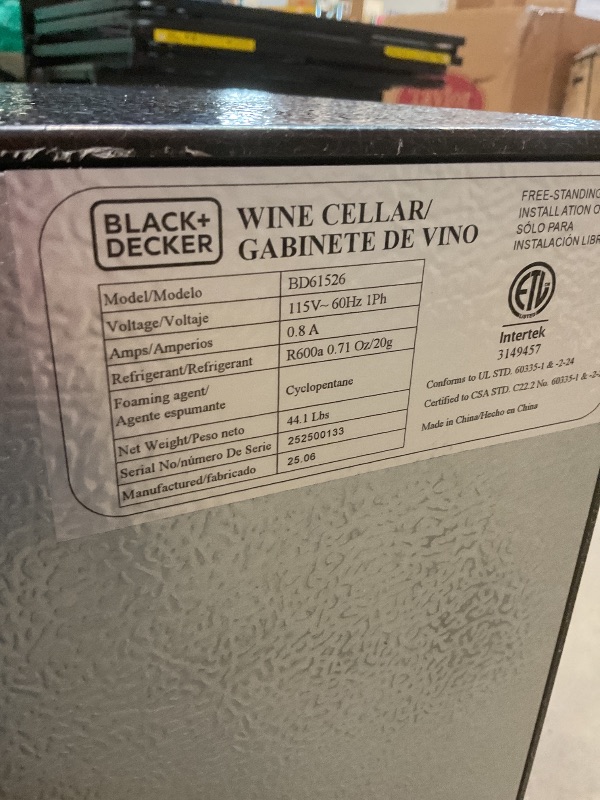 BLACK+
DECKER
WINE CELLAR/
GABINETE DE VINO
FREE-STANDING
INSTALLATION O
SÓLO PARA
INSTALACIÓN LIBR
Model/Modelo BD61526
Voltage/Voltaje 115V~ 60Hz 1Ph
Amps/Amperios 0.8 A
Refrigerant/Refrigerant R600a 0.71 Oz/20g
Foaming agent/
Agente espumante Cyclopentane
Net Weight/Peso neto 44.1 Lbs
Serial No/número De Serie 252500133
Manufactured/fabricado 25.06
ETL
LISTED
Intertek
3149457
Conforms to UL STD. 60335-1 & -2-24
Certified to CSA STD. C22.2 No. 60335-1 & -2-
Made in China/Hecho en China